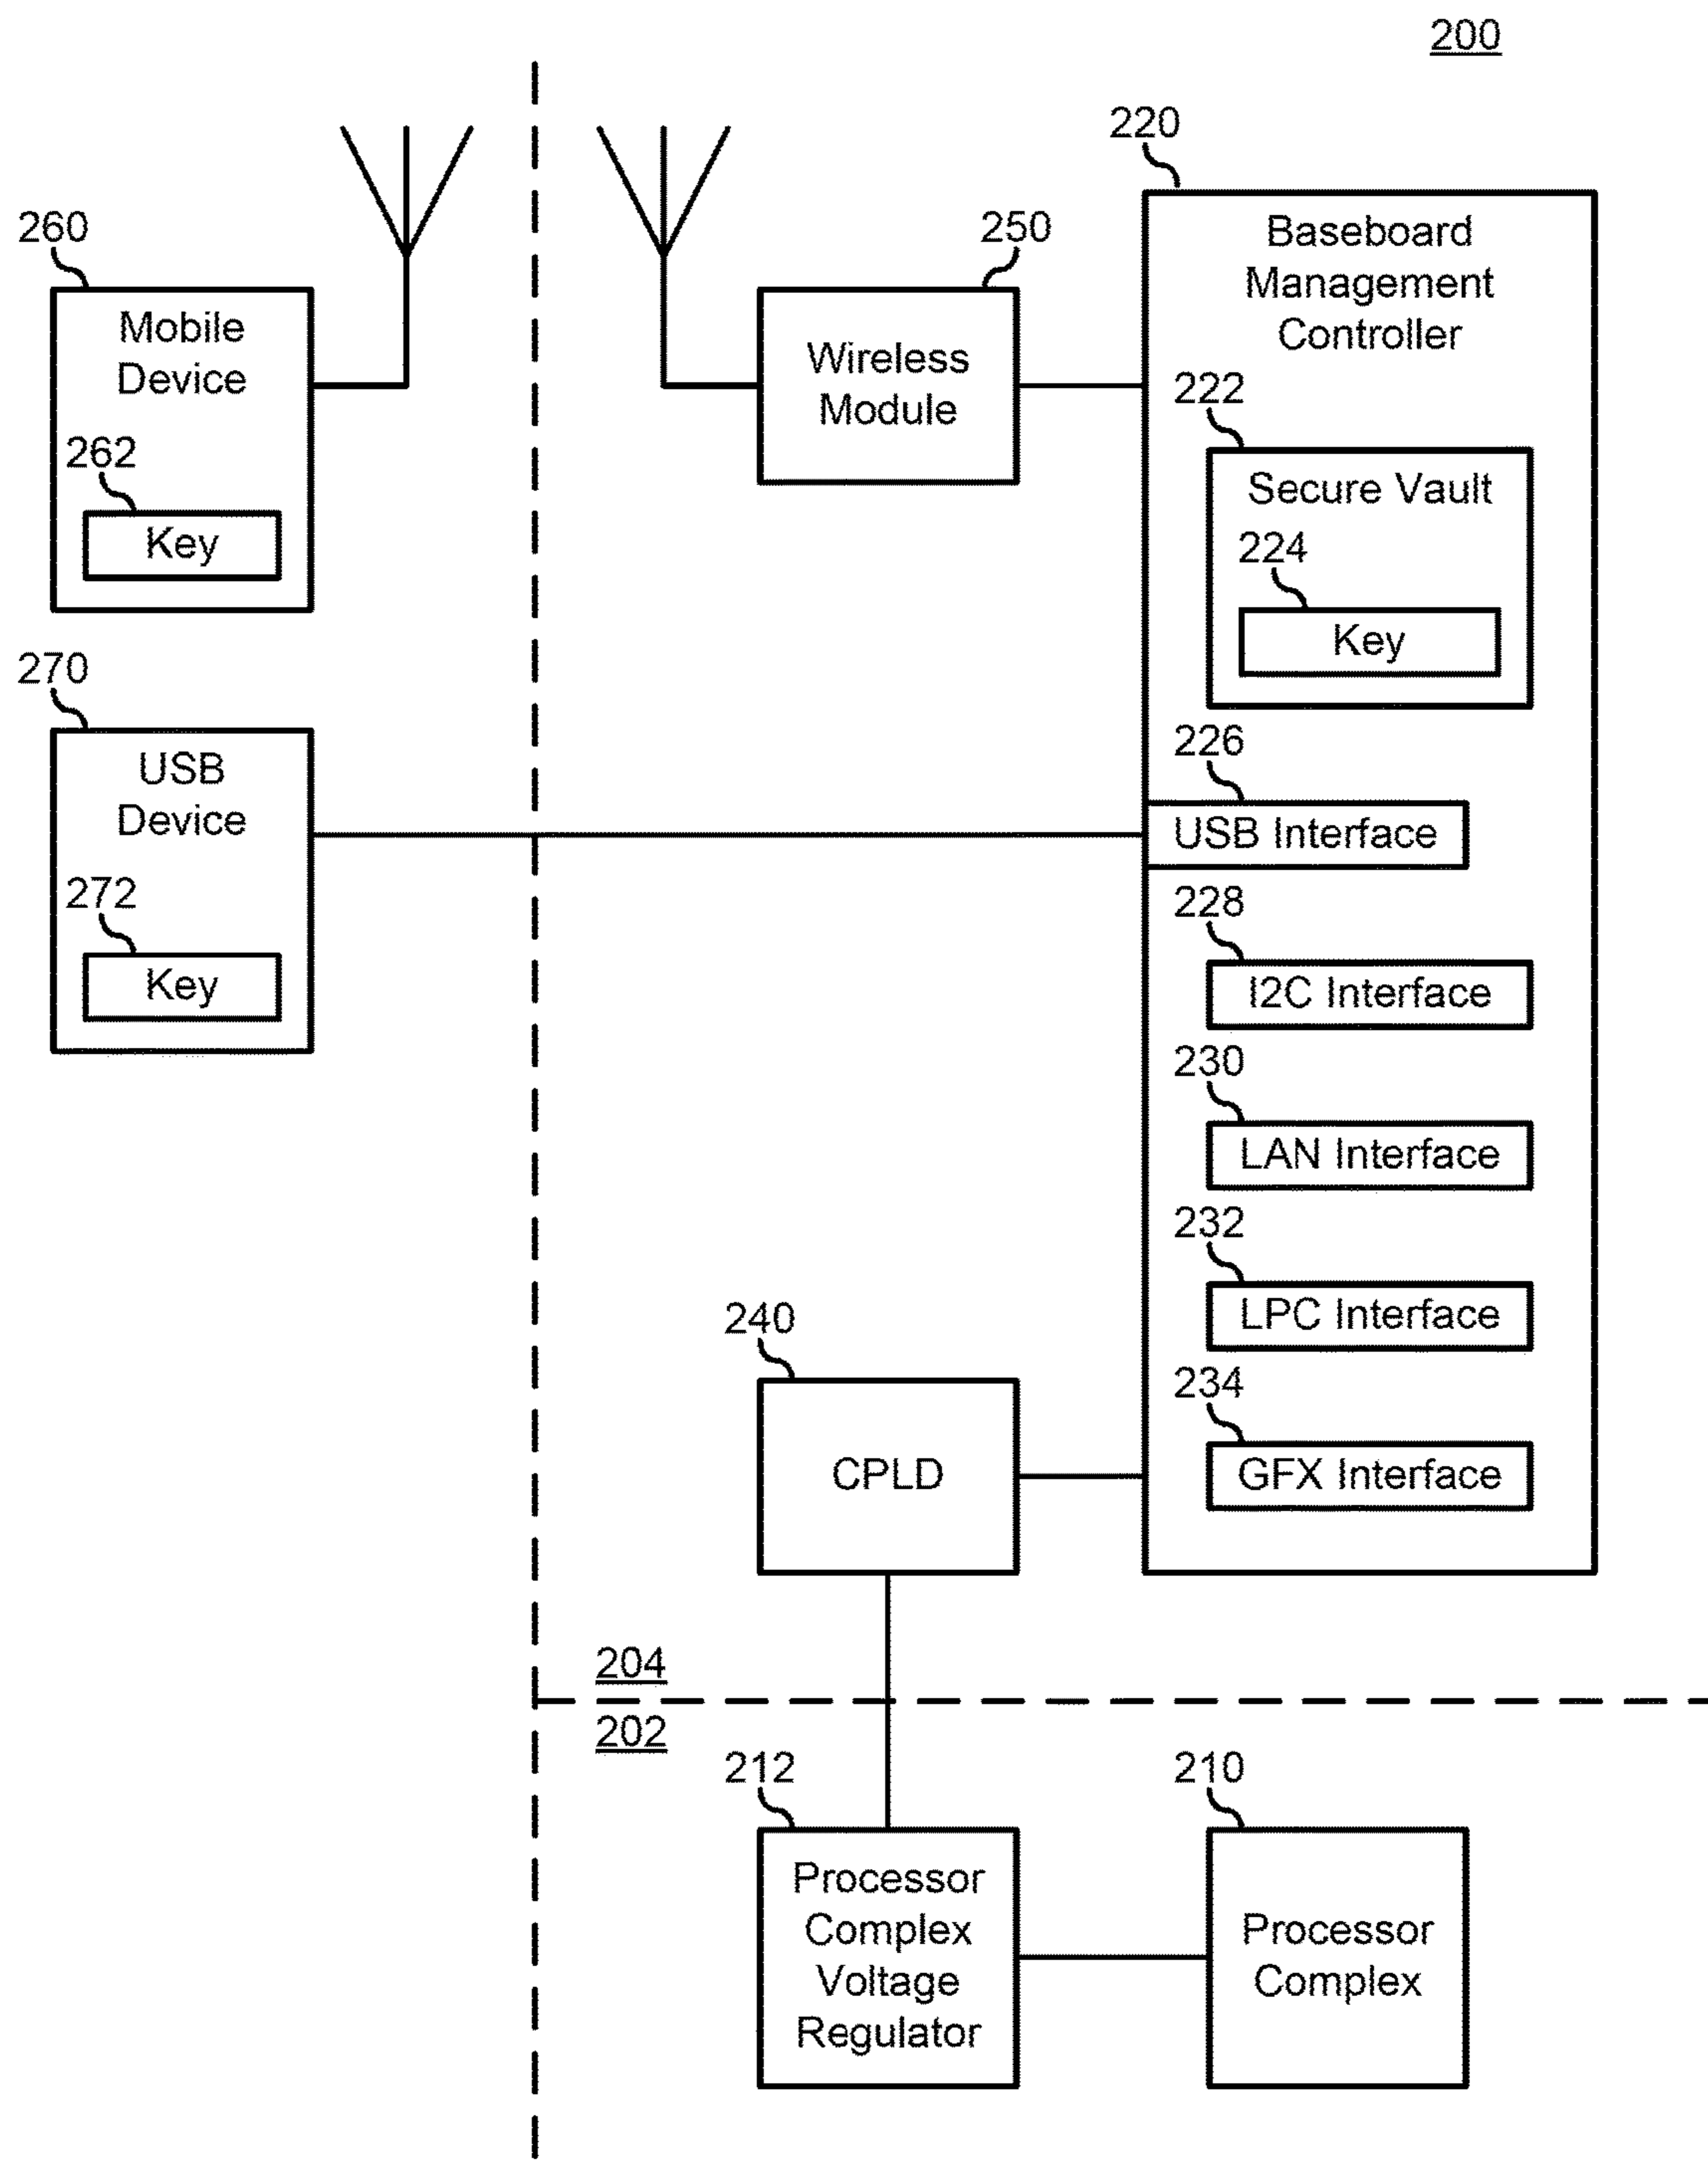 200
220
Baseboard
Management
Controller
260
Mobile
Device
262
Key
250
Wireless
Module
222
Secure Vault
224
Key
270
USB
Device
272
Key
226
USB Interface
228
I2C Interface
230
LAN Interface
232
LPC Interface
234
GFX Interface
240
CPLD
204
202
212
Processor
Complex
Voltage
Regulator
210
Processor
Complex